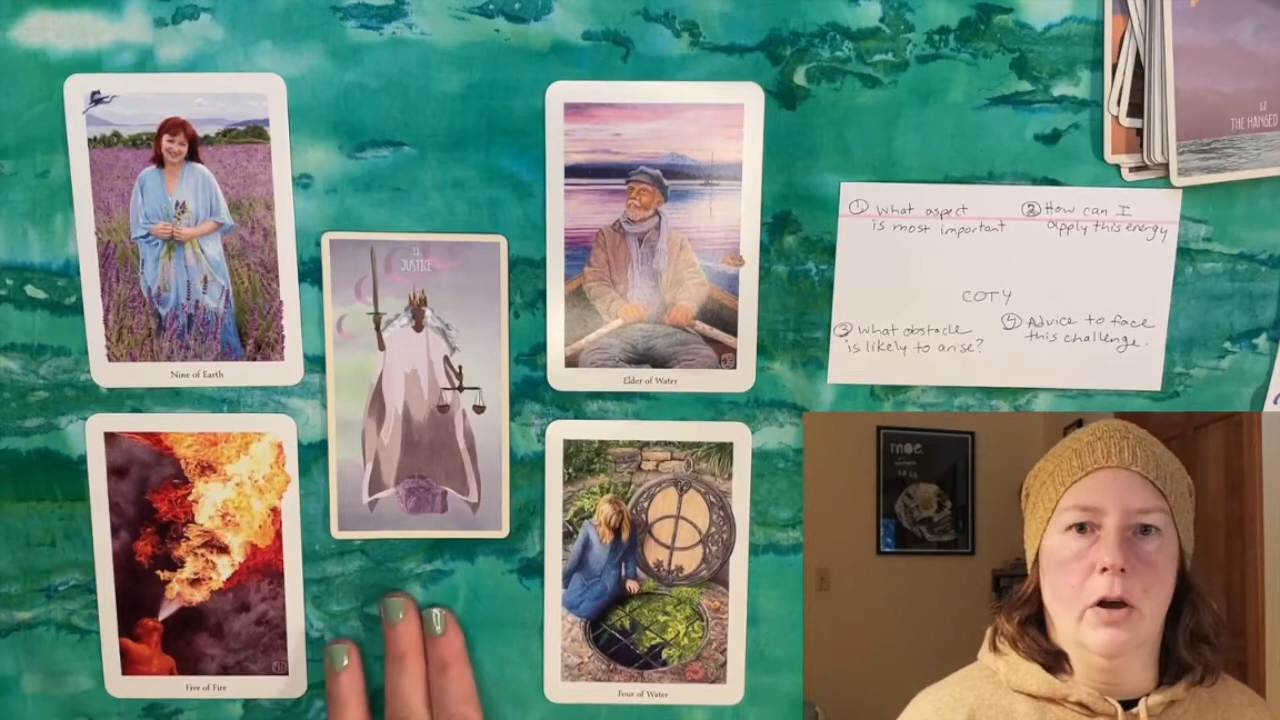 Nine of Earth
11
JUSTICE
Elder of Water
Five of Fire
Four of Water
12
THE HANGED
① What aspect
is most important
② How can I
apply this energy
COTY
③ What obstacle
is likely to arise?
④ Advice to face
this challenge.
moe.